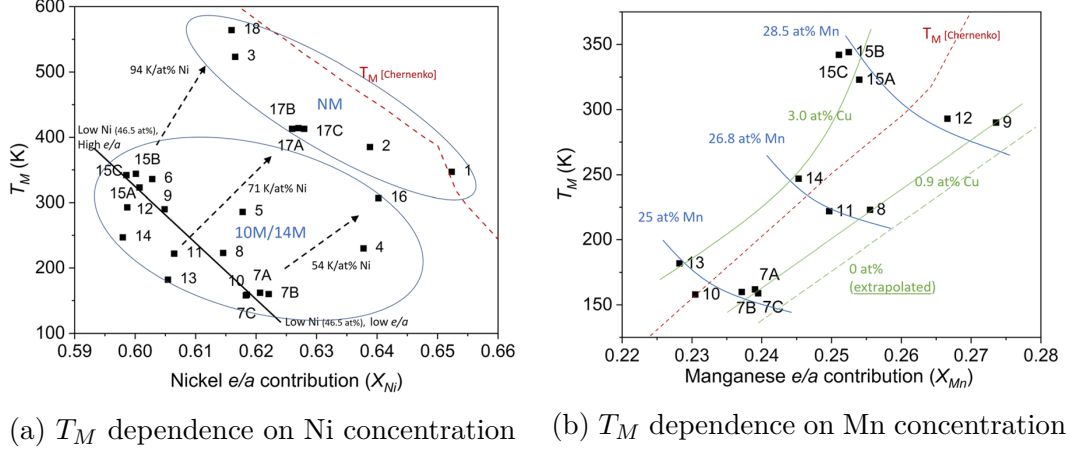 600
500
400
300
200
100
T_M (K)
0.59
0.60
0.61
0.62
0.63
0.64
0.65
0.66
Nickel e/a contribution (X_Ni)
18
3
94 K/at% Ni
T_M [Chernenko]
NM
17B
17C
17A
2
1
Low Ni (46.5 at%),
High e/a
15B
15C
6
15A
9
12
14
11
13
71 K/at% Ni
5
16
10M/14M
8
4
54 K/at% Ni
10
7A
7B
7C
Low Ni (46.5 at%), low e/a
(a) T_M dependence on Ni concentration
350
300
250
200
150
T_M (K)
0.22
0.23
0.24
0.25
0.26
0.27
0.28
Manganese e/a contribution (X_Mn)
28.5 at% Mn
T_M [Chernenko]
15B
15C
15A
3.0 at% Cu
12
9
26.8 at% Mn
14
0.9 at% Cu
11
8
25 at% Mn
13
0 at%
(extrapolated)
10
7A
7B
7C
(b) T_M dependence on Mn concentration